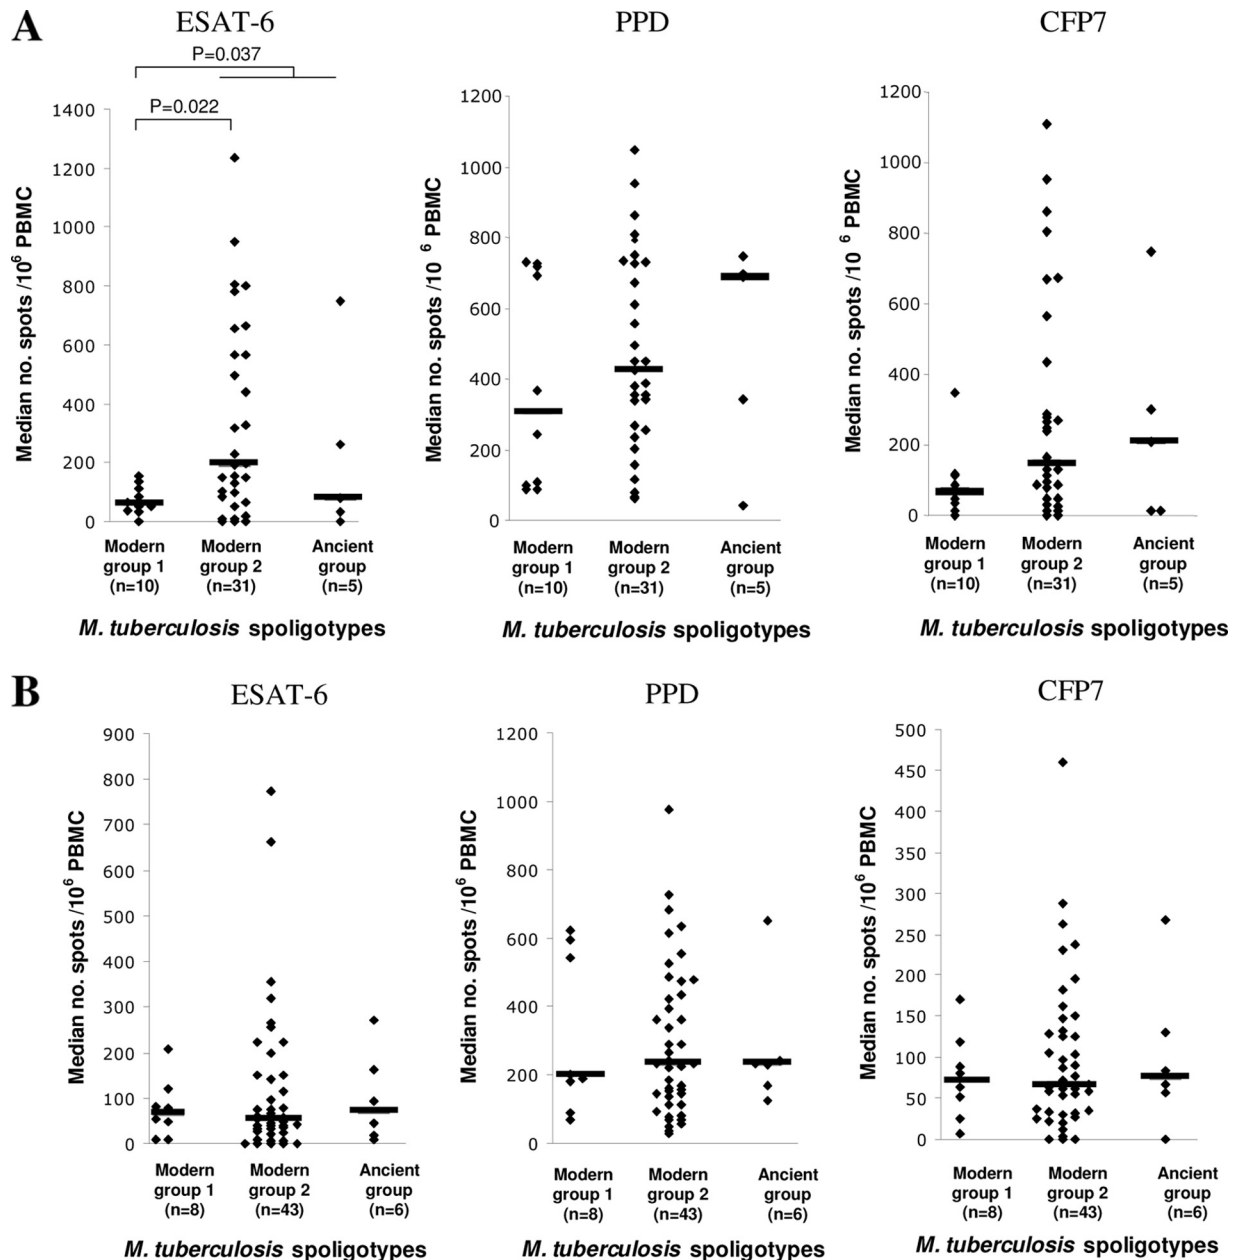 A
ESAT-6
P=0.037
P=0.022
Median no. spots /10⁶ PBMC
1400
1200
1000
800
600
400
200
0
Modern group 1 (n=10)
Modern group 2 (n=31)
Ancient group (n=5)
M. tuberculosis spoligotypes
PPD
Median no. spots /10 ⁶ PBMC
1200
1000
800
600
400
200
0
Modern group 1 (n=10)
Modern group 2 (n=31)
Ancient group (n=5)
M. tuberculosis spoligotypes
CFP7
Median no. spots /10 ⁶ PBMC
1200
1000
800
600
400
200
0
Modern group 1 (n=10)
Modern group 2 (n=31)
Ancient group (n=5)
M. tuberculosis spoligotypes
B
ESAT-6
Median no. spots /10⁶ PBMC
900
800
700
600
500
400
300
200
100
0
Modern group 1 (n=8)
Modern group 2 (n=43)
Ancient group (n=6)
M. tuberculosis spoligotypes
PPD
Median no. spots /10⁶ PBMC
1200
1000
800
600
400
200
0
Modern group 1 (n=8)
Modern group 2 (n=43)
Ancient group (n=6)
M. tuberculosis spoligotypes
CFP7
Median no. spots /10⁶ PBMC
500
450
400
350
300
250
200
150
100
50
0
Modern group 1 (n=8)
Modern group 2 (n=43)
Ancient group (n=6)
M. tuberculosis spoligotypes